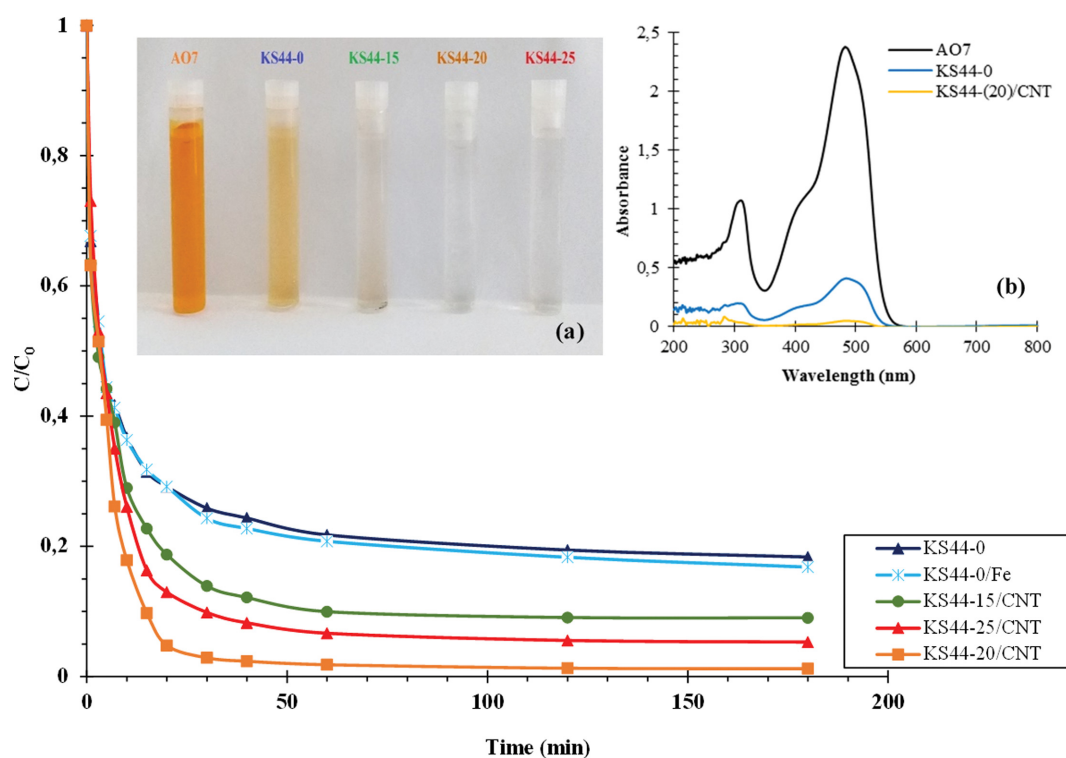 1
0,8
0,6
0,4
0,2
0
0
50
100
150
200
C/C0
Time (min)
AO7
KS44-0
KS44-15
KS44-20
KS44-25
(a)
3
2,5
2
1,5
1
0,5
0
200
300
400
500
600
700
800
Absorbance
Wavelength (nm)
AO7
KS44-0
KS44-(20)/CNT
(b)
KS44-0
KS44-0/Fe
KS44-15/CNT
KS44-25/CNT
KS44-20/CNT